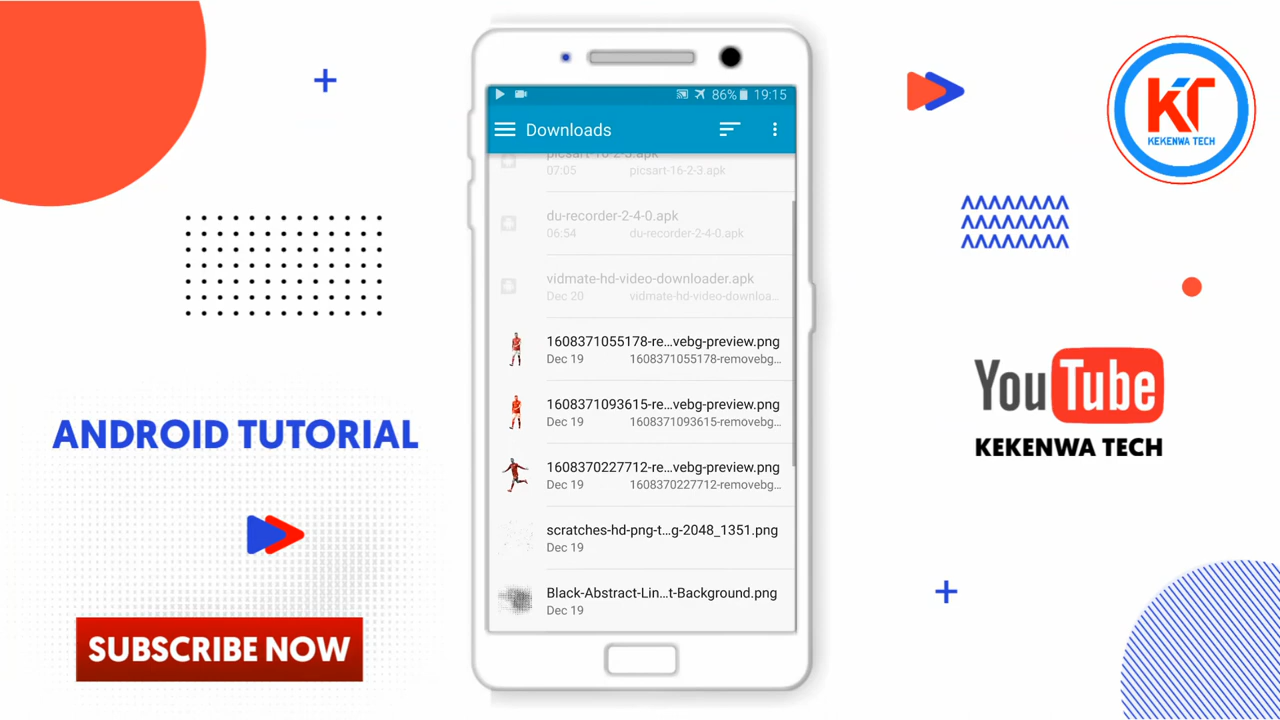 86% 19:15
Downloads
picsart-16-2-3.apk
07:05 picsart-16-2-3.apk
du-recorder-2-4-0.apk
06:54 du-recorder-2-4-0.apk
vidmate-hd-video-downloader.apk
Dec 20 vidmate-hd-video-downloa...
1608371055178-re...vebg-preview.png
Dec 19 1608371055178-removebg...
1608371093615-re...vebg-preview.png
Dec 19 1608371093615-removebg...
1608370227712-re...vebg-preview.png
Dec 19 1608370227712-removebg...
scratches-hd-png-t...g-2048_1351.png
Dec 19
Black-Abstract-Lin...t-Background.png
Dec 19
ANDROID TUTORIAL
SUBSCRIBE NOW
KT
KEKENWA TECH
YouTube
KEKENWA TECH